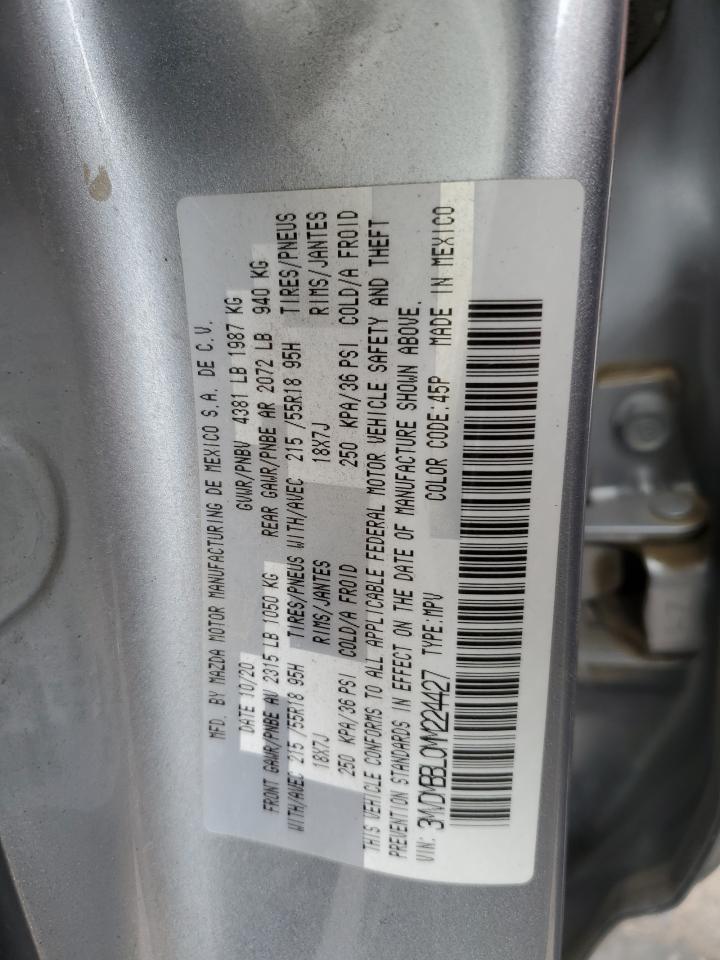 MFD. BY MAZDA MOTOR MANUFACTURING DE MEXICO S.A. DE C.V.
DATE 10/20 GVWR/PNBV 4381 LB 1987 KG
FRONT GAWR/PNBE AV 2315 LB 1050 KG REAR GAWR/PNBE AR 2072 LB 940 KG
WITH/AVEC 215 /55R18 95H TIRES/PNEUS WITH/AVEC 215 /55R18 95H TIRES/PNEUS
18X7J RIMS/JANTES 18X7J RIMS/JANTES
250 KPA/36 PSI COLD/A FROID 250 KPA/36 PSI COLD/A FROID
THIS VEHICLE CONFORMS TO ALL APPLICABLE FEDERAL MOTOR VEHICLE SAFETY AND THEFT
PREVENTION STANDARDS IN EFFECT ON THE DATE OF MANUFACTURE SHOWN ABOVE.
VIN: 3MVDMBBL0MM224427 TYPE:MPV COLOR CODE:45P MADE IN MEXICO